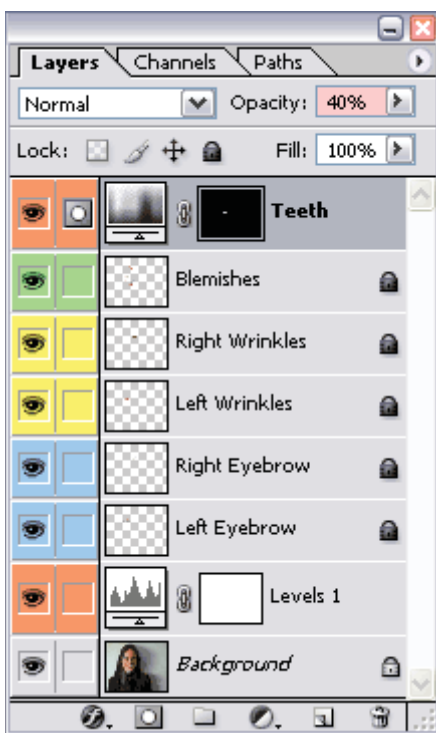 Layers Channels Paths
Normal Opacity: 40%
Lock: Fill: 100%
Teeth
Blemishes
Right Wrinkles
Left Wrinkles
Right Eyebrow
Left Eyebrow
Levels 1
Background